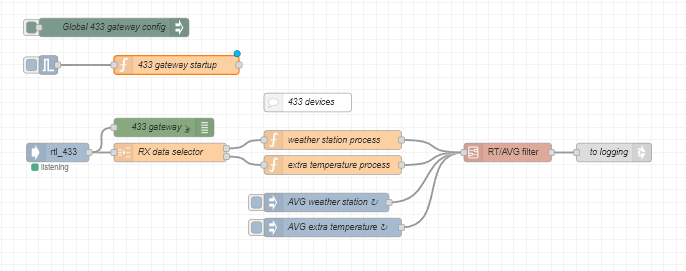 Global 433 gateway config
433 gateway startup
433 devices
433 gateway
weather station process
rtl_433
RX data selector
RT/AVG filter
to logging
extra temperature process
listening
AVG weather station ↻
AVG extra temperature ↻